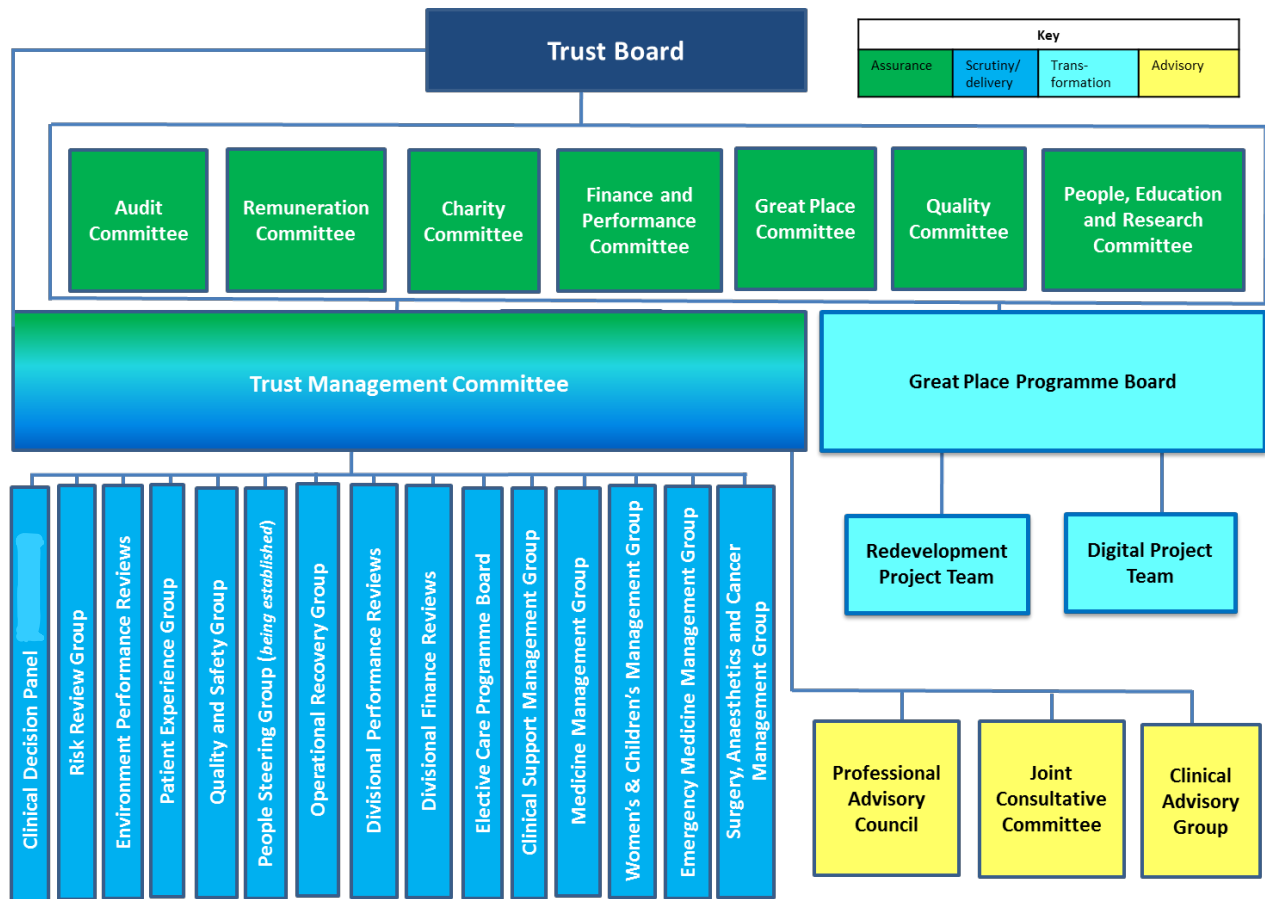 Trust Board
Key
Assurance
Scrutiny/
delivery
Trans-
formation
Advisory
Audit
Committee
Remuneration
Committee
Charity
Committee
Finance and
Performance
Committee
Great Place
Committee
Quality
Committee
People, Education
and Research
Committee
Trust Management Committee
Great Place Programme Board
Clinical Decision Panel
Risk Review Group
Environment Performance Reviews
Patient Experience Group
Quality and Safety Group
People Steering Group (being established)
Operational Recovery Group
Divisional Performance Reviews
Divisional Finance Reviews
Elective Care Programme Board
Clinical Support Management Group
Medicine Management Group
Women's & Children's Management Group
Emergency Medicine Management Group
Surgery, Anaesthetics and Cancer
Management Group
Redevelopment
Project Team
Digital Project
Team
Professional
Advisory
Council
Joint
Consultative
Committee
Clinical
Advisory
Group